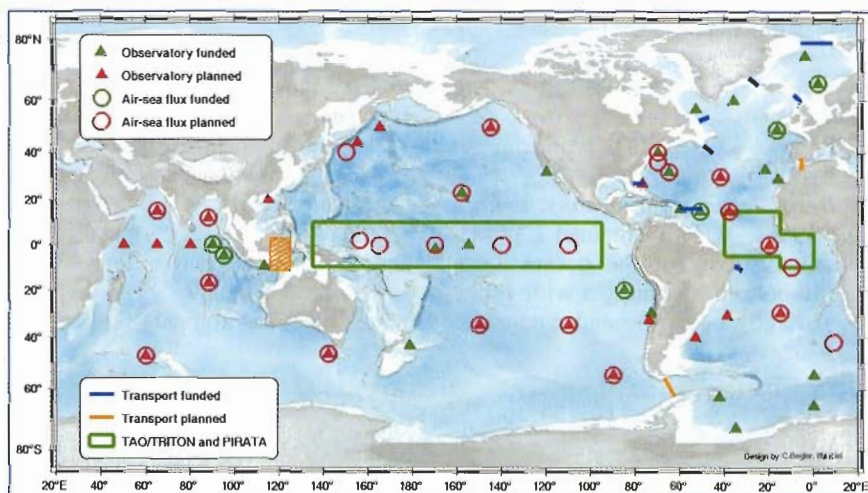 80°N
60°
40°
20°
0°
20°
40°
60°
80°S
Observatory funded
Observatory planned
Air-sea flux funded
Air-sea flux planned
Transport funded
Transport planned
TAO/TRITON and PIRATA
Design by C.Begler,
20°E 40° 60° 80° 100° 120° 140° 160° 180° 160° 140° 120° 100° 80° 60° 40° 20° 0° 20°E